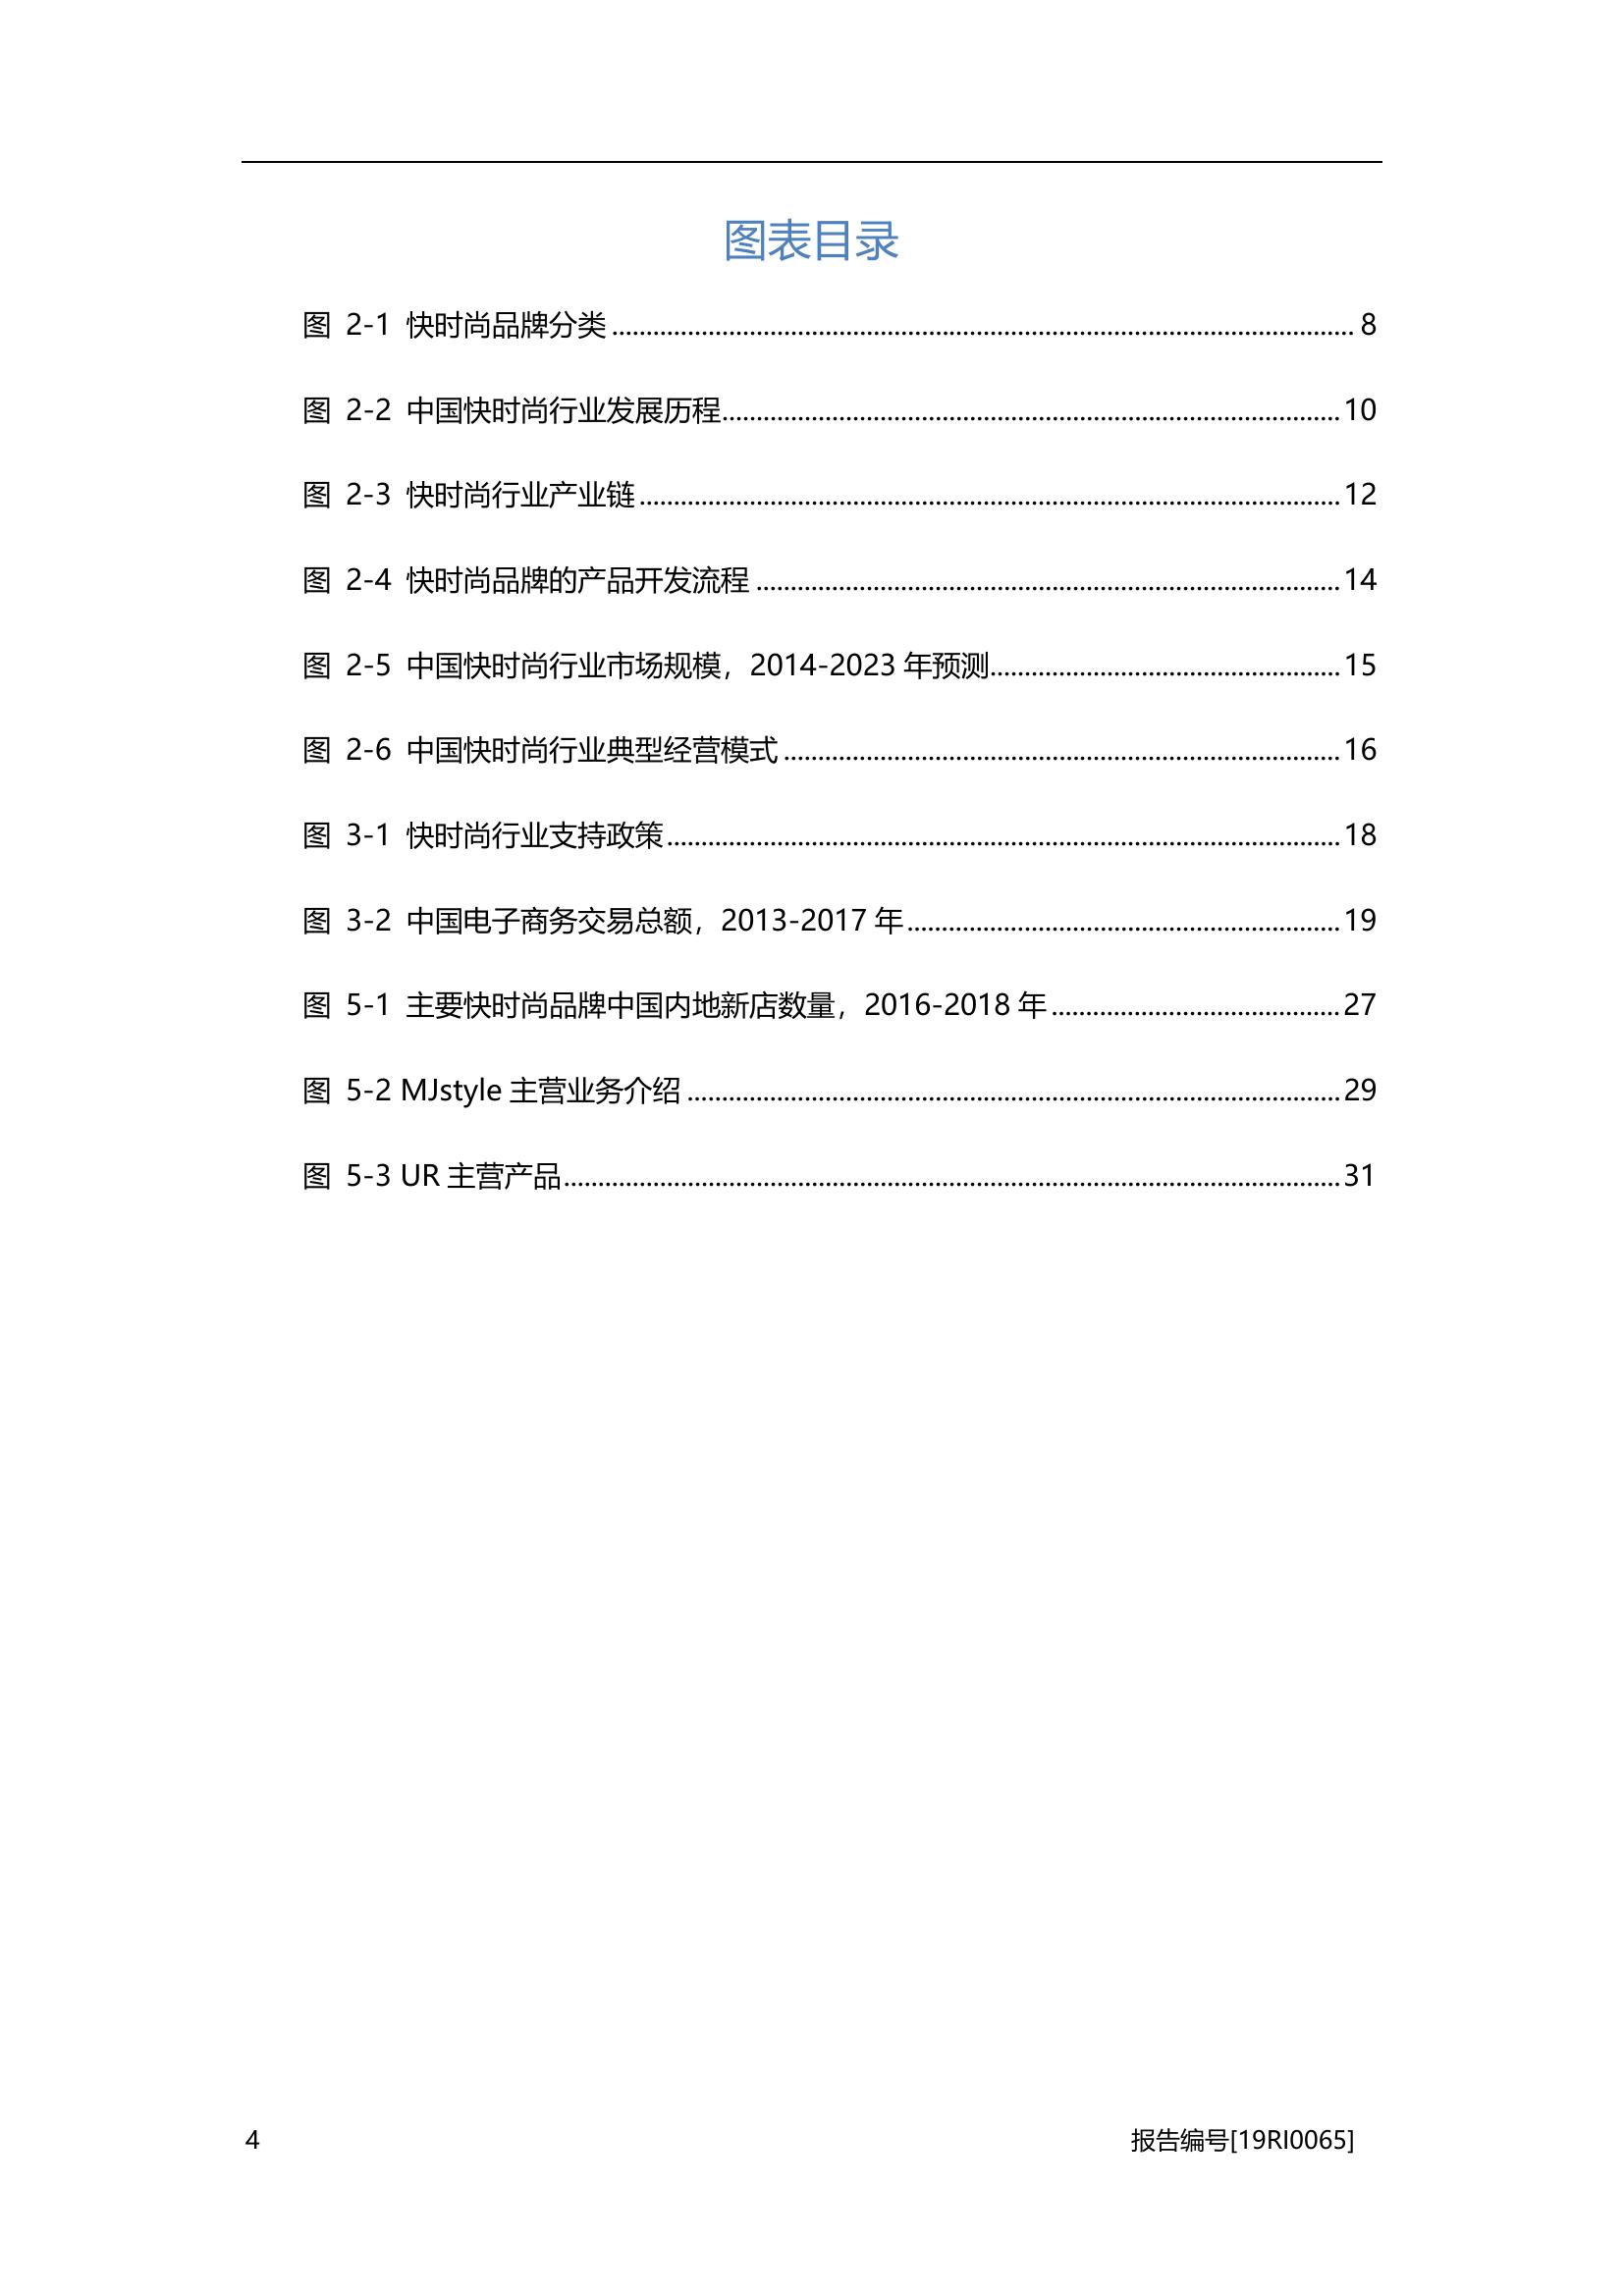 图表目录
图 2-1 快时尚品牌分类........................................ 8
图 2-2 中国快时尚行业发展历程........................................ 10
图 2-3 快时尚行业产业链........................................ 12
图 2-4 快时尚品牌的产品开发流程........................................ 14
图 2-5 中国快时尚行业市场规模，2014-2023 年预测........................................ 15
图 2-6 中国快时尚行业典型经营模式........................................ 16
图 3-1 快时尚行业支持政策........................................ 18
图 3-2 中国电子商务交易总额，2013-2017 年........................................ 19
图 5-1 主要快时尚品牌中国内地新店数量，2016-2018 年........................................ 27
图 5-2 MJstyle 主营业务介绍........................................ 29
图 5-3 UR 主营产品........................................ 31
4 报告编号[19RI0065]